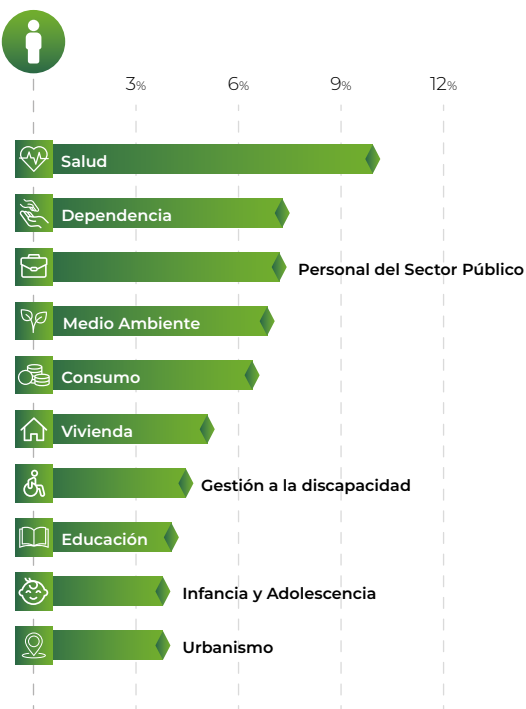 3% 6% 9% 12%
Salud
Dependencia
Personal del Sector Público
Medio Ambiente
Consumo
Vivienda
Gestión a la discapacidad
Educación
Infancia y Adolescencia
Urbanismo